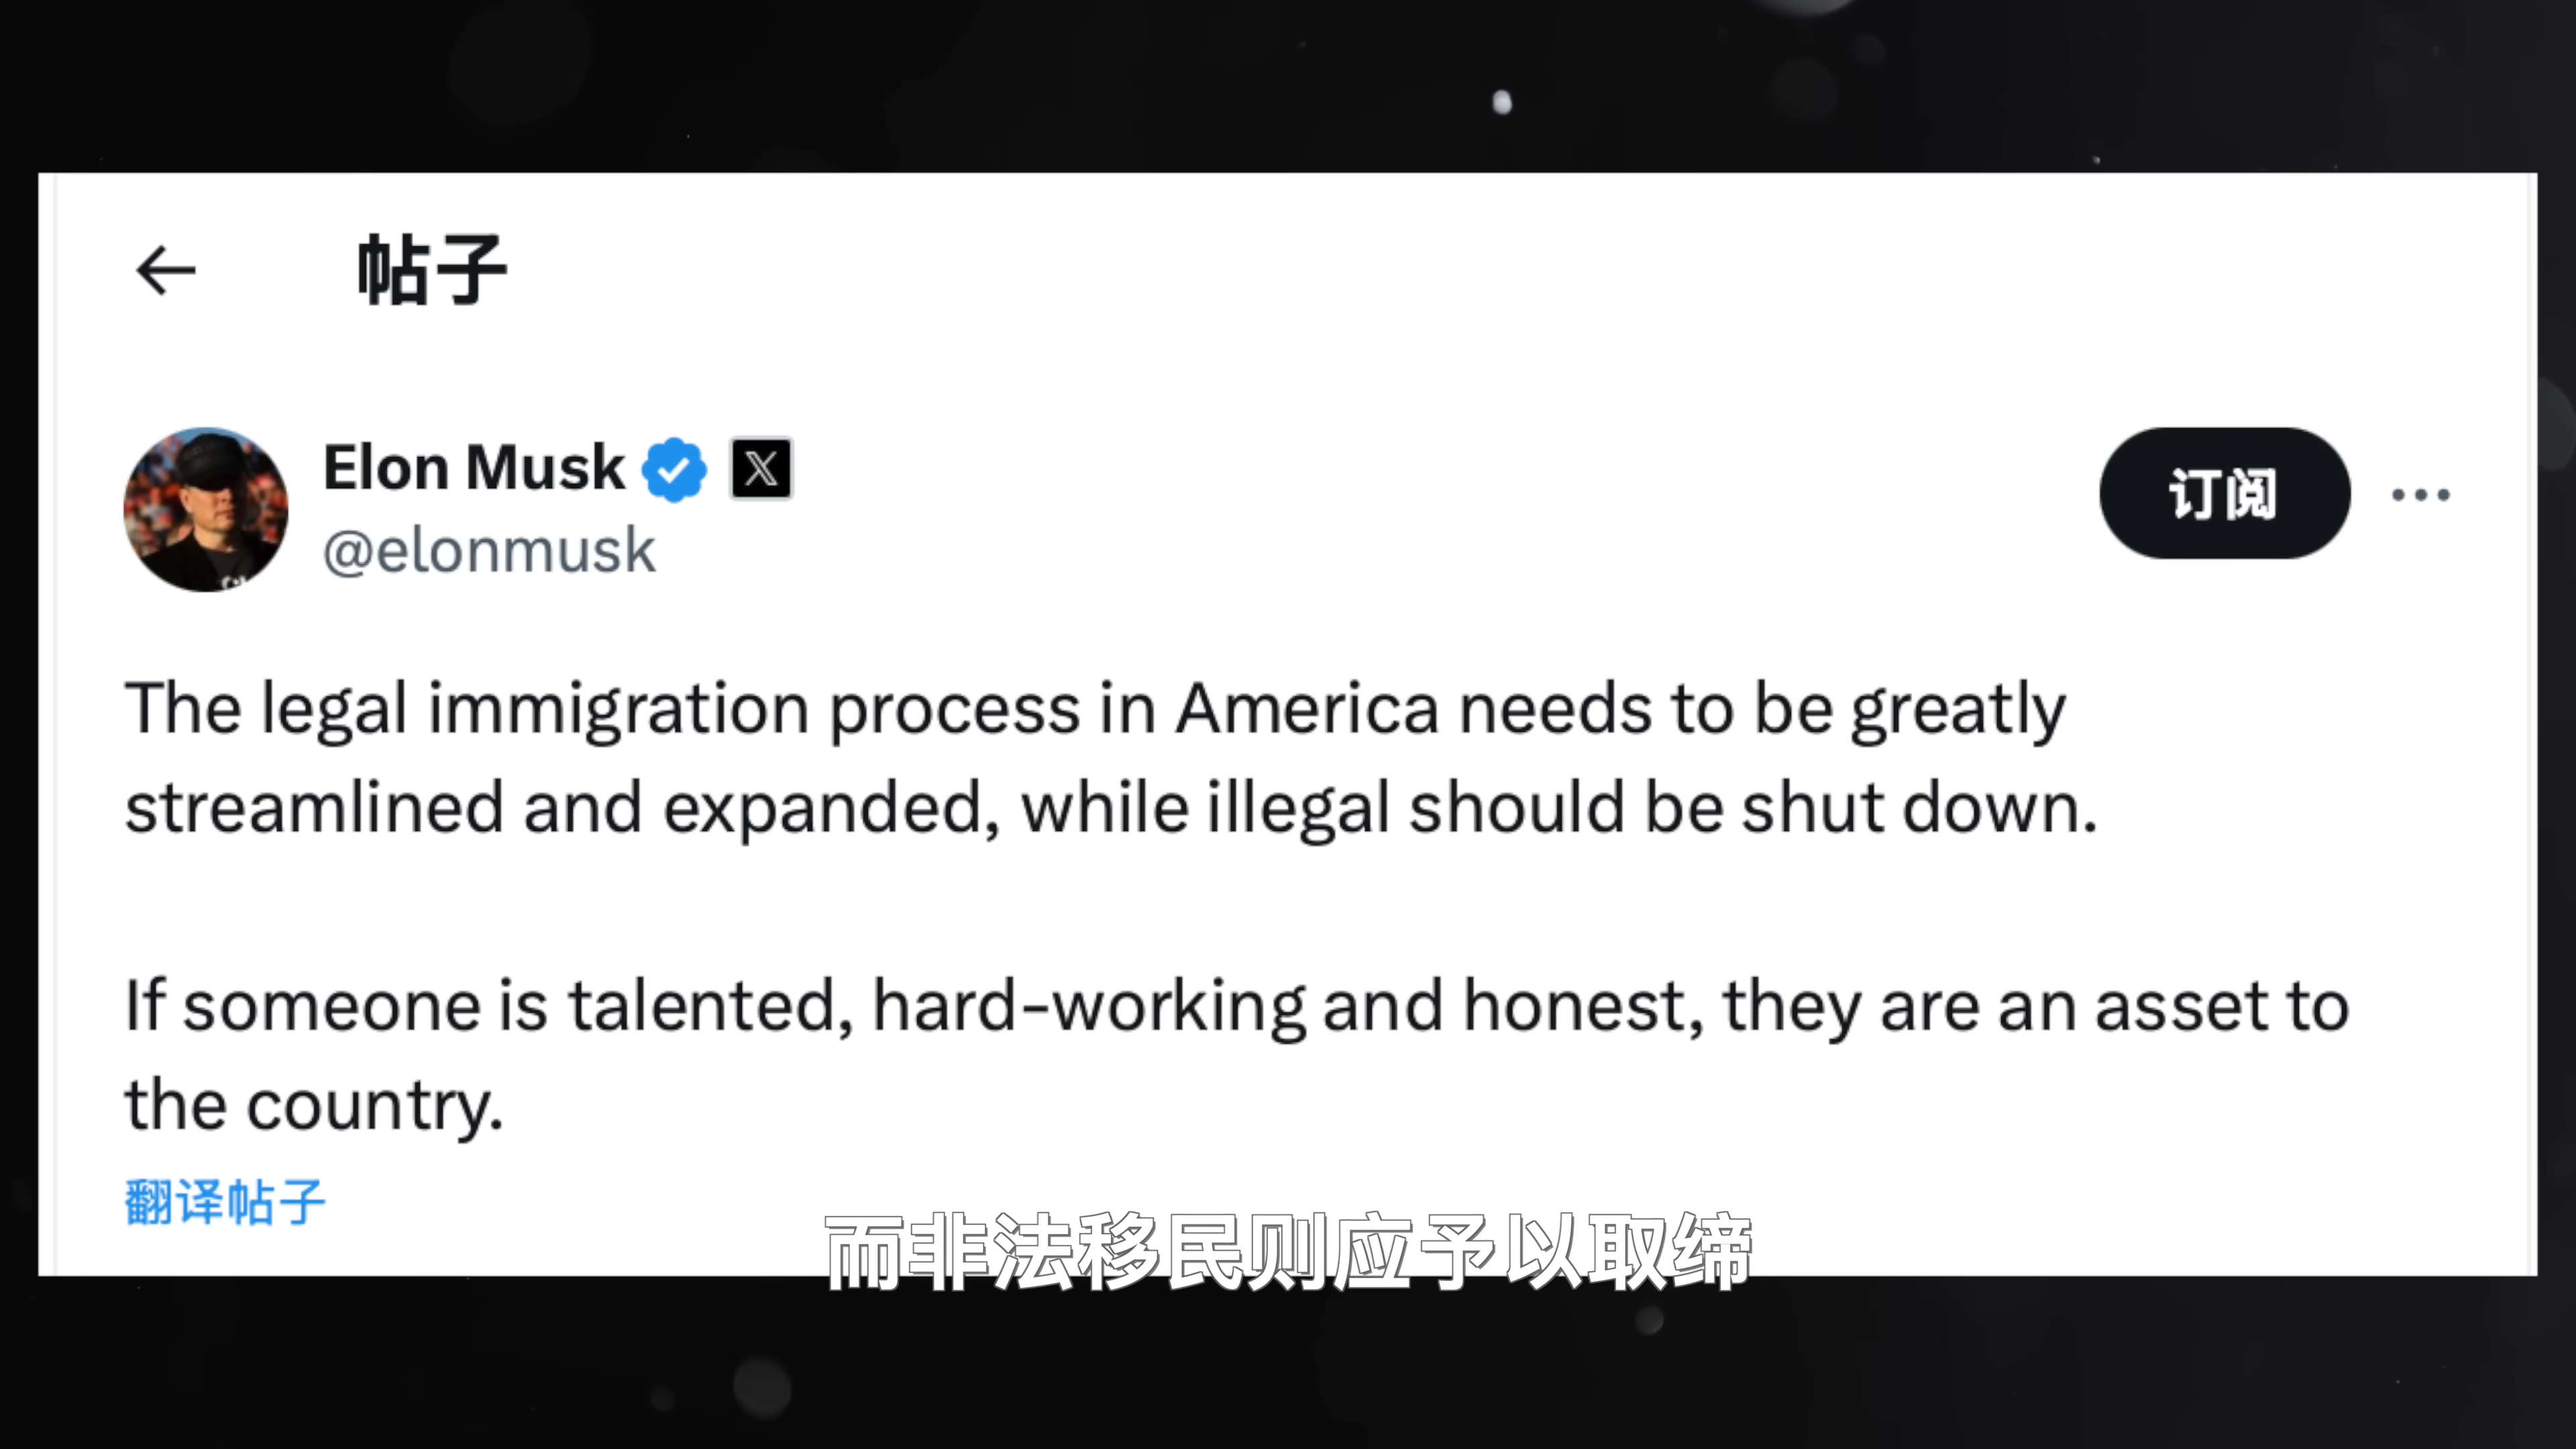 帖子
Elon Musk
@elonmusk
订阅
The legal immigration process in America needs to be greatly
streamlined and expanded, while illegal should be shut down.
If someone is talented, hard-working and honest, they are an asset to
the country.
翻译帖子
而非法移民则应予以取缔